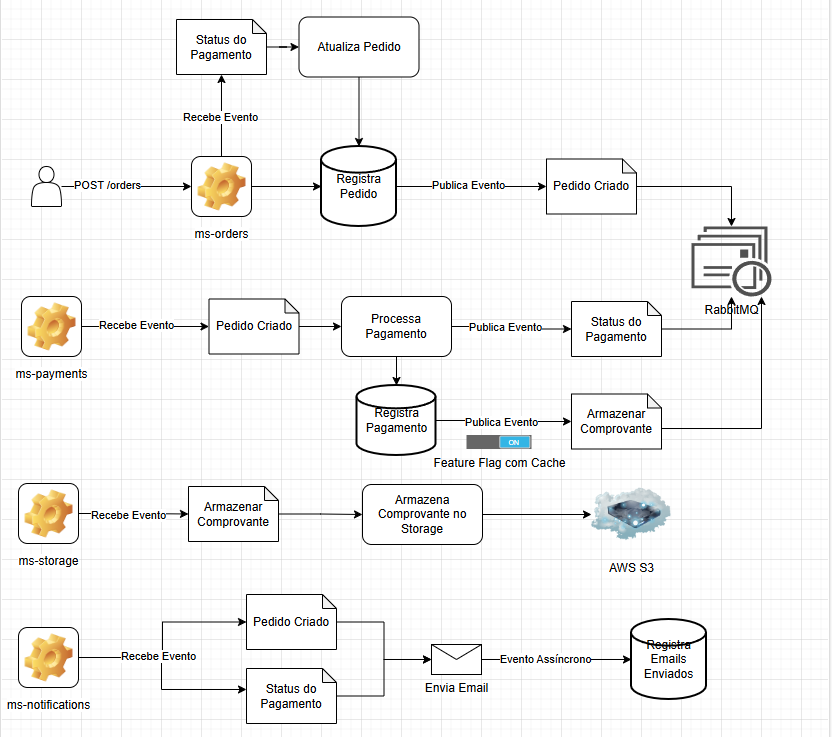 Status do
Pagamento
Atualiza Pedido
Recebe Evento
POST /orders
Registra
Pedido
Publica Evento
Pedido Criado
ms-orders
RabbitMQ
Recebe Evento
Pedido Criado
Processa
Pagamento
Publica Evento
Status do
Pagamento
ms-payments
Registra
Pagamento
Publica Evento
Armazenar
Comprovante
ON
Feature Flag com Cache
Recebe Evento
Armazenar
Comprovante
Armazena
Comprovante no
Storage
ms-storage
AWS S3
Pedido Criado
Recebe Evento
Status do
Pagamento
Envia Email
Evento Assíncrono
Registra
Emails
Enviados
ms-notifications